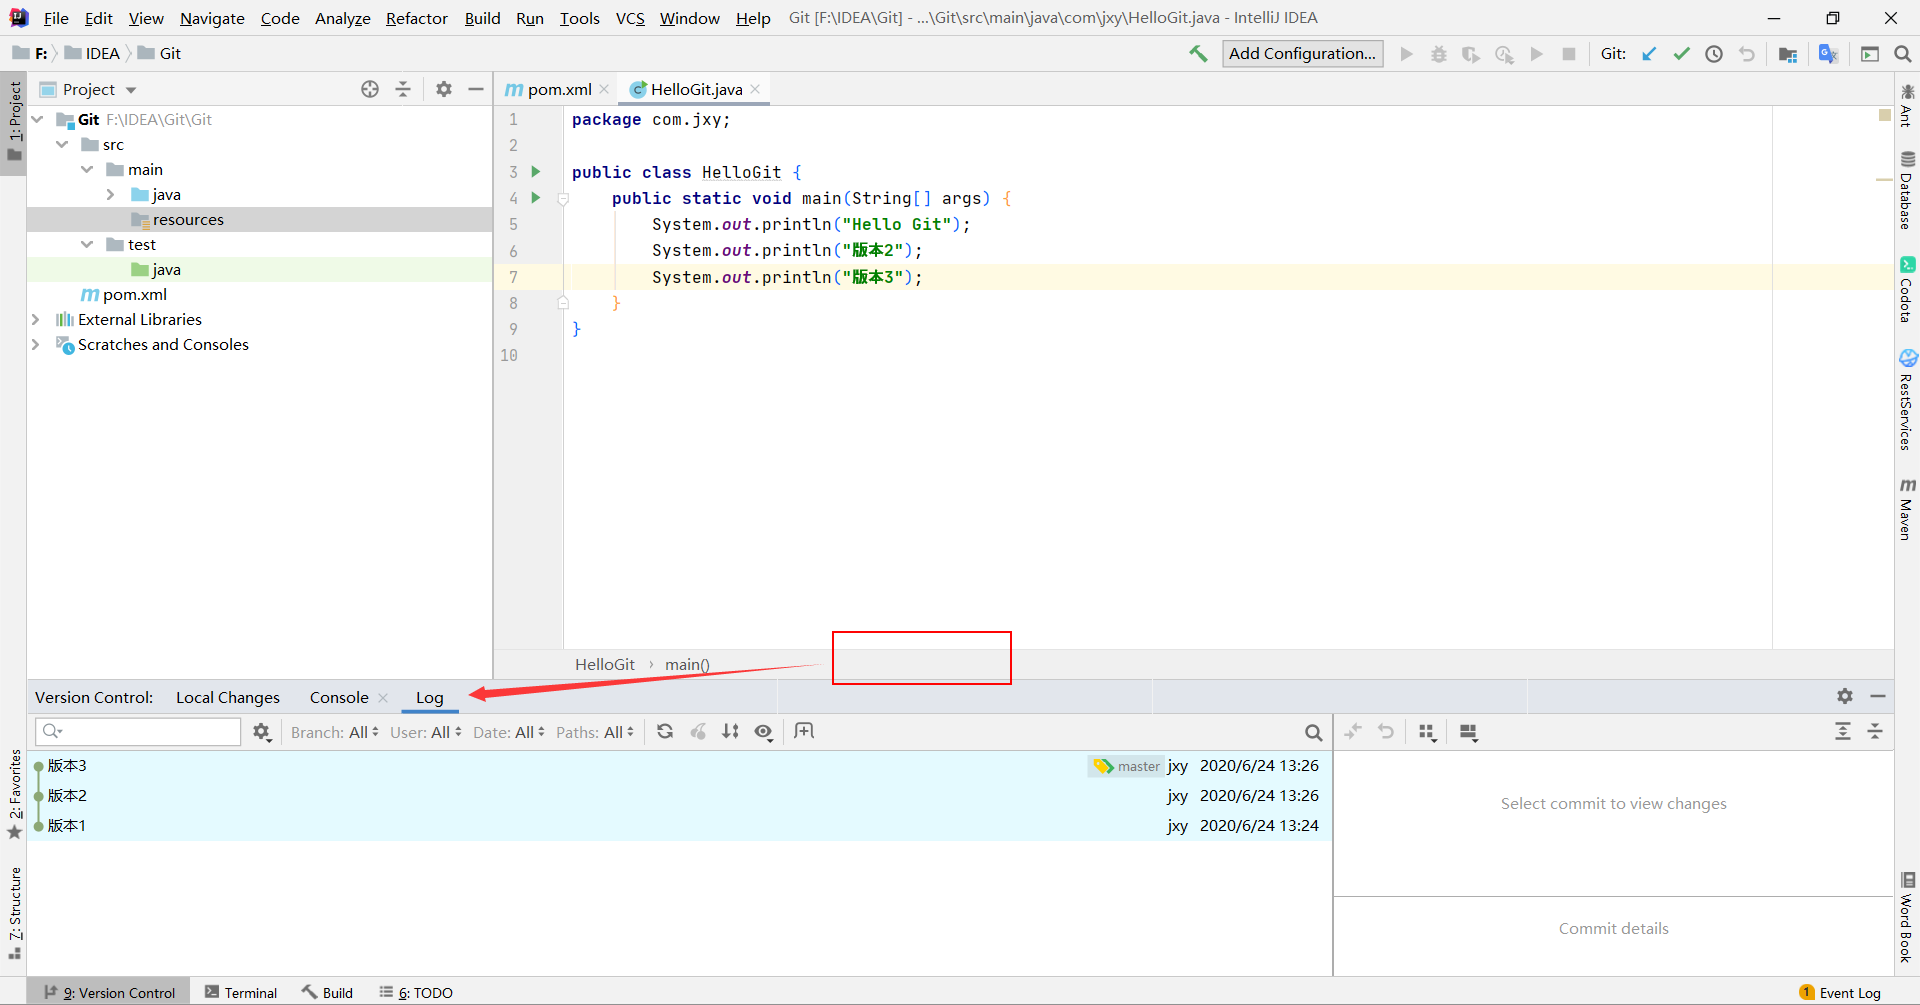 File Edit View Navigate Code Analyze Refactor Build Run Tools VCS Window Help Git [F:\IDEA\Git] - ...\Git\src\main\java\com\jxy\HelloGit.java - IntelliJ IDEA
F: IDEA Git
Add Configuration...
Git:
1: Project
Project
Git F:\IDEA\Git\Git
src
main
java
resources
test
java
pom.xml
External Libraries
Scratches and Consoles
pom.xml
HelloGit.java
1 package com.jxy;
2
3 public class HelloGit {
4 public static void main(String[] args) {
5 System.out.println("Hello Git");
6 System.out.println("版本2");
7 System.out.println("版本3");
8 }
9 }
10
HelloGit › main()
Ant
Database
Codota
RestServices
Maven
Word Book
Version Control: Local Changes Console Log
Branch: All User: All Date: All Paths: All
版本3 master jxy 2020/6/24 13:26
版本2 jxy 2020/6/24 13:26
版本1 jxy 2020/6/24 13:24
Select commit to view changes
Commit details
2: Favorites
7: Structure
9: Version Control Terminal Build 6: TODO
1 Event Log